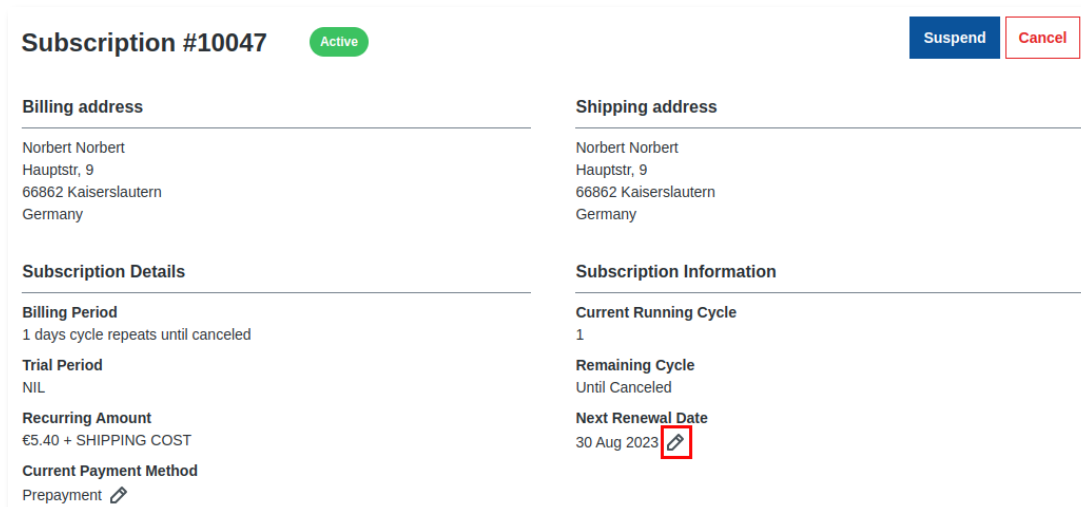 Subscription #10047
Active
Suspend
Cancel
Billing address
Norbert Norbert
Hauptstr, 9
66862 Kaiserslautern
Germany
Shipping address
Norbert Norbert
Hauptstr, 9
66862 Kaiserslautern
Germany
Subscription Details
Billing Period
1 days cycle repeats until canceled
Trial Period
NIL
Recurring Amount
€5.40 + SHIPPING COST
Current Payment Method
Prepayment
Subscription Information
Current Running Cycle
1
Remaining Cycle
Until Canceled
Next Renewal Date
30 Aug 2023